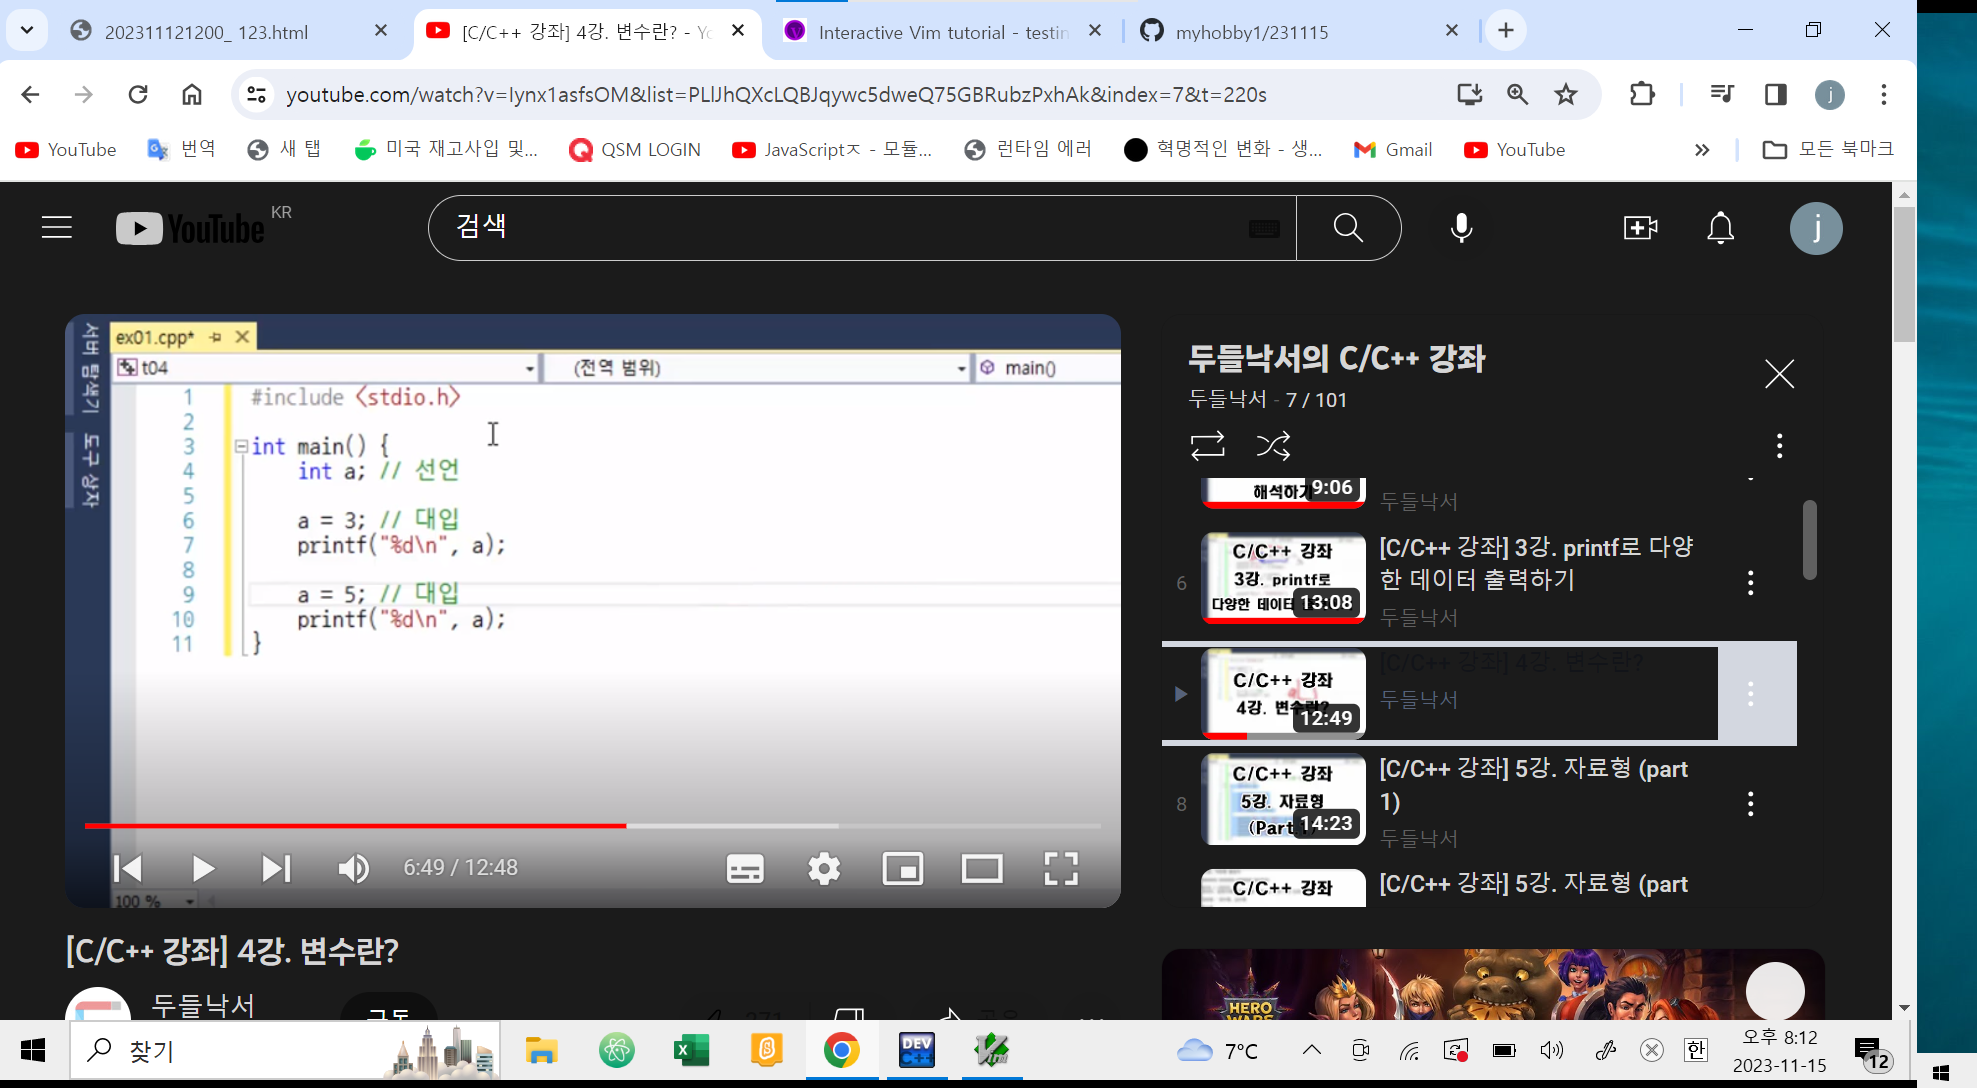 202311121200_ 123.html
[C/C++ 강좌] 4강. 변수란? - Yo
Interactive Vim tutorial - testin
myhobby1/231115
youtube.com/watch?v=Iynx1asfsOM&list=PLlJhQXcLQBJqywc5dweQ75GBRubzPxhAk&index=7&t=220s
j
YouTube
번역
새 탭
미국 재고사입 및...
QSM LOGIN
JavaScriptㅈ - 모듈...
런타임 에러
혁명적인 변화 - 생...
Gmail
YouTube
모든 북마크
YouTube KR
검색
j
서버 탐색기
도구 상자
ex01.cpp*
t04
(전역 범위)
main()
1 #include <stdio.h>
2
3 int main() {
4 int a; // 선언
5
6 a = 3; // 대입
7 printf("%d\n", a);
8
9 a = 5; // 대입
10 printf("%d\n", a);
11 }
6:49 / 12:48
100 %
두들낙서의 C/C++ 강좌
두들낙서 - 7 / 101
해석하기
9:06
두들낙서
6
C/C++ 강좌
3강. printf로
다양한 데이터
13:08
[C/C++ 강좌] 3강. printf로 다양
한 데이터 출력하기
두들낙서
C/C++ 강좌
4강. 변수란?
12:49
[C/C++ 강좌] 4강. 변수란?
두들낙서
8
C/C++ 강좌
5강. 자료형
(Part 1)
14:23
[C/C++ 강좌] 5강. 자료형 (part
1)
두들낙서
C/C++ 강좌
[C/C++ 강좌] 5강. 자료형 (part
[C/C++ 강좌] 4강. 변수란?
두들낙서
구독
271
공유
HERO
WARS
찾기
DEV
C++
7°C
한
오후 8:12
2023-11-15
12